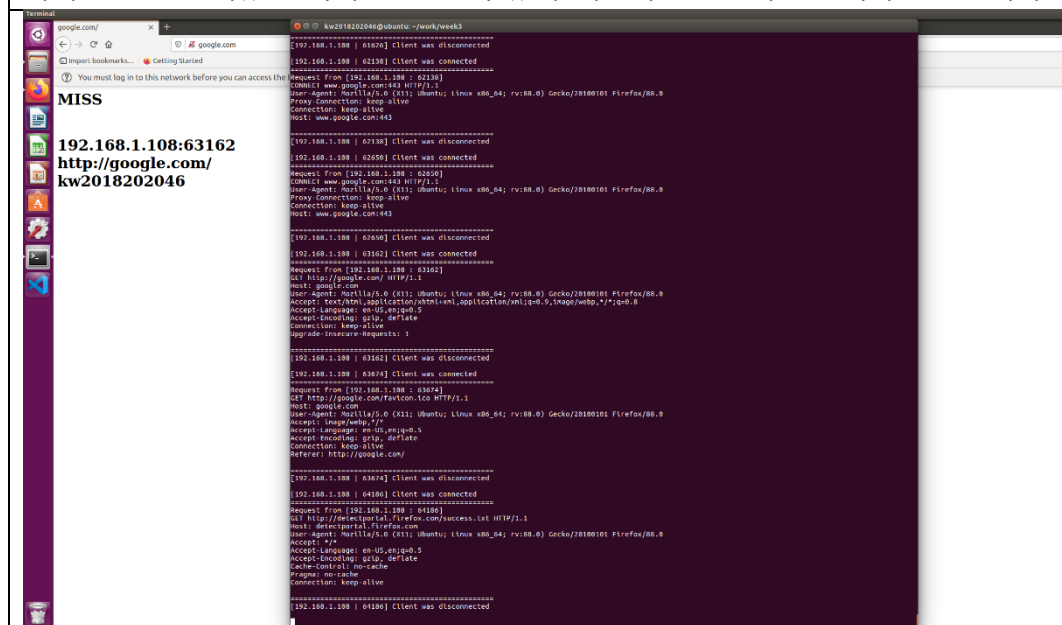 Terminal
google.com/
google.com
Import bookmarks... Getting Started
You must log in to this network before you can access the
MISS
192.168.1.108:63162
http://google.com/
kw2018202046
kw2018202046@ubuntu: ~/work/week3
================================================
[192.168.1.108 | 61626] Client was disconnected
[192.168.1.108 | 62138] Client was connected
================================================
Request from [192.168.1.108 : 62138]
CONNECT www.google.com:443 HTTP/1.1
User-Agent: Mozilla/5.0 (X11; Ubuntu; Linux x86_64; rv:88.0) Gecko/20100101 Firefox/88.0
Proxy-Connection: keep-alive
Connection: keep-alive
Host: www.google.com:443
================================================
[192.168.1.108 | 62138] Client was disconnected
[192.168.1.108 | 62650] Client was connected
================================================
Request from [192.168.1.108 : 62650]
CONNECT www.google.com:443 HTTP/1.1
User-Agent: Mozilla/5.0 (X11; Ubuntu; Linux x86_64; rv:88.0) Gecko/20100101 Firefox/88.0
Proxy-Connection: keep-alive
Connection: keep-alive
Host: www.google.com:443
================================================
[192.168.1.108 | 62650] Client was disconnected
[192.168.1.108 | 63162] Client was connected
================================================
Request from [192.168.1.108 : 63162]
GET http://google.com/ HTTP/1.1
Host: google.com
User-Agent: Mozilla/5.0 (X11; Ubuntu; Linux x86_64; rv:88.0) Gecko/20100101 Firefox/88.0
Accept: text/html,application/xhtml+xml,application/xml;q=0.9,image/webp,*/*;q=0.8
Accept-Language: en-US,en;q=0.5
Accept-Encoding: gzip, deflate
Connection: keep-alive
Upgrade-Insecure-Requests: 1
================================================
[192.168.1.108 | 63162] Client was disconnected
[192.168.1.108 | 63674] Client was connected
================================================
Request from [192.168.1.108 : 63674]
GET http://google.com/favicon.ico HTTP/1.1
Host: google.com
User-Agent: Mozilla/5.0 (X11; Ubuntu; Linux x86_64; rv:88.0) Gecko/20100101 Firefox/88.0
Accept: image/webp,*/*
Accept-Language: en-US,en;q=0.5
Accept-Encoding: gzip, deflate
Connection: keep-alive
Referer: http://google.com/
================================================
[192.168.1.108 | 63674] Client was disconnected
[192.168.1.108 | 64186] Client was connected
================================================
Request from [192.168.1.108 : 64186]
GET http://detectportal.firefox.com/success.txt HTTP/1.1
Host: detectportal.firefox.com
User-Agent: Mozilla/5.0 (X11; Ubuntu; Linux x86_64; rv:88.0) Gecko/20100101 Firefox/88.0
Accept: */*
Accept-Language: en-US,en;q=0.5
Accept-Encoding: gzip, deflate
Cache-Control: no-cache
Pragma: no-cache
Connection: keep-alive
================================================
[192.168.1.108 | 64186] Client was disconnected